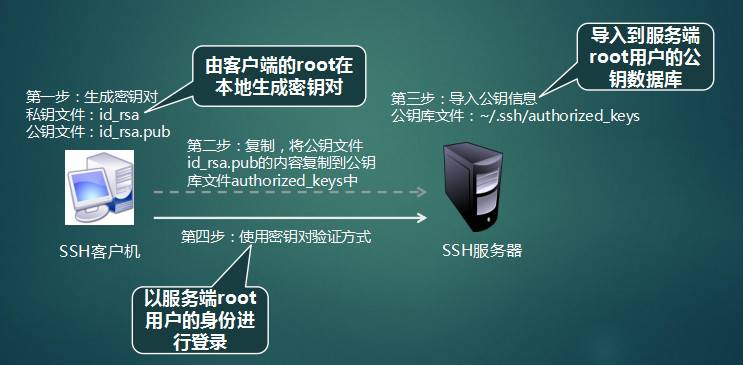 导入到服务端
root用户的公
钥数据库
由客户端的root在
本地生成密钥对
第一步：生成密钥对
私钥文件：id_rsa
公钥文件：id_rsa.pub
第三步：导入公钥信息
公钥库文件：~/.ssh/authorized_keys
第二步：复制，将公钥文件
id_rsa.pub的内容复制到公钥
库文件authorized_keys中
第四步：使用密钥对验证方式
SSH客户机
SSH服务器
以服务端root
用户的身份进
行登录